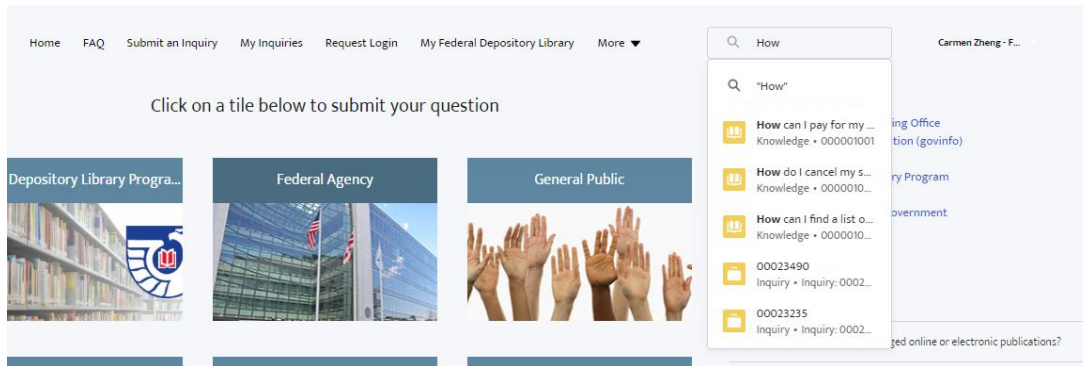 Home FAQ Submit an Inquiry My Inquiries Request Login My Federal Depository Library More
How
Carmen Zheng - F...
Click on a tile below to submit your question
Depository Library Progra...
Federal Agency
General Public
"How"
How can I pay for my ...
Knowledge • 000001001
How do I cancel my s...
Knowledge • 0000010...
How can I find a list o...
Knowledge • 0000010...
00023490
Inquiry • Inquiry: 0002...
00023235
Inquiry • Inquiry: 0002...
ing Office
tion (govinfo)
ry Program
overnment
ged online or electronic publications?